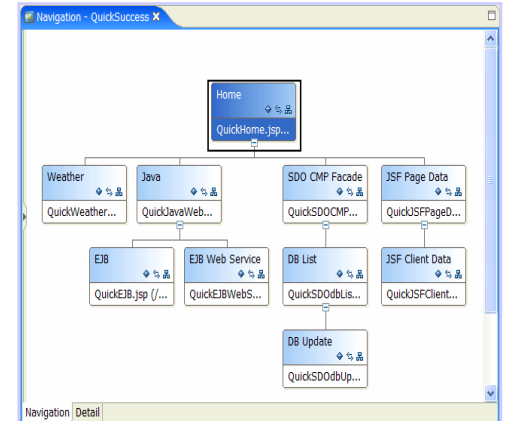 Navigation - QuickSuccess
Home
QuickHome.jsp...
Weather
Java
SDO CMP Facade
JSF Page Data
QuickWeather...
QuickJavaWeb...
QuickSDOCMP...
QuickJSFPageD...
EJB
EJB Web Service
DB List
JSF Client Data
QuickEJB.jsp (/...
QuickEJBWebS...
QuickSDOdbLis...
QuickJSFClient...
DB Update
QuickSDOdbUp...
Navigation Detail